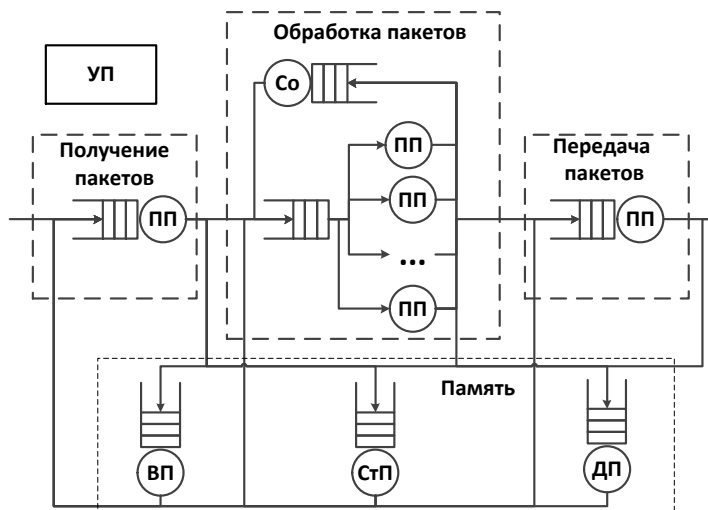 Обработка пакетов
УП
Со
Получение
пакетов
ПП
ПП
ПП
...
ПП
Передача
пакетов
ПП
Память
ВП
СтП
ДП